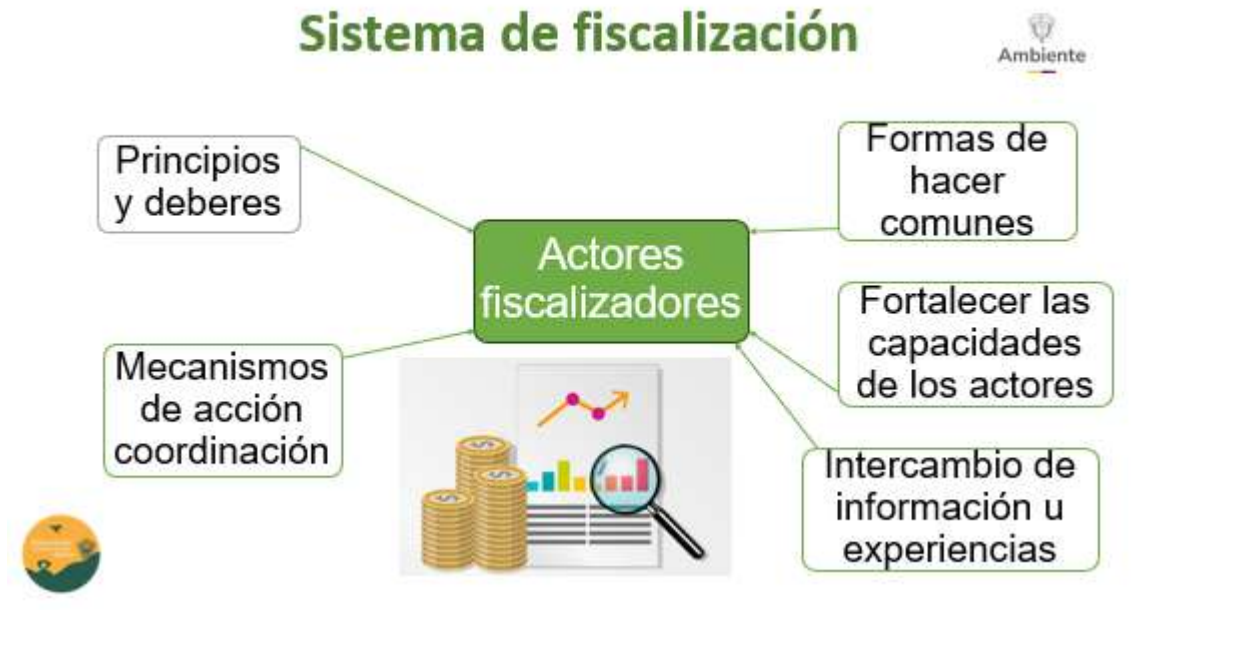 Sistema de fiscalización
Ambiente
Principios
y deberes
Formas de
hacer
comunes
Actores
fiscalizadores
Fortalecer las
capacidades
de los actores
Mecanismos
de acción
coordinación
Intercambio de
información u
experiencias